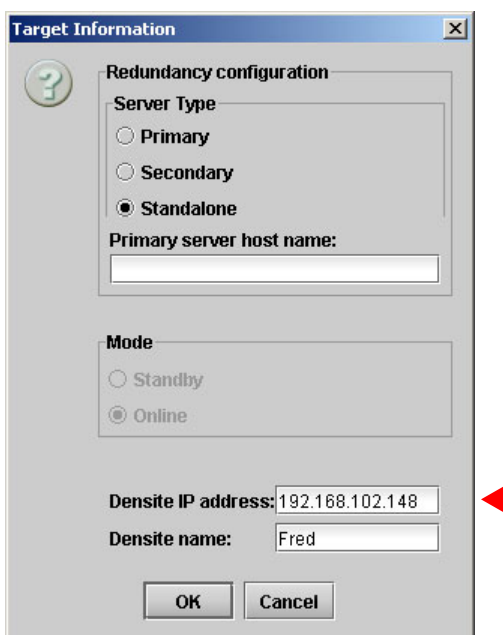 Target Information
Redundancy configuration
Server Type
Primary
Secondary
Standalone
Primary server host name:
Mode
Standby
Online
Densite IP address: 192.168.102.148
Densite name: Fred
OK Cancel